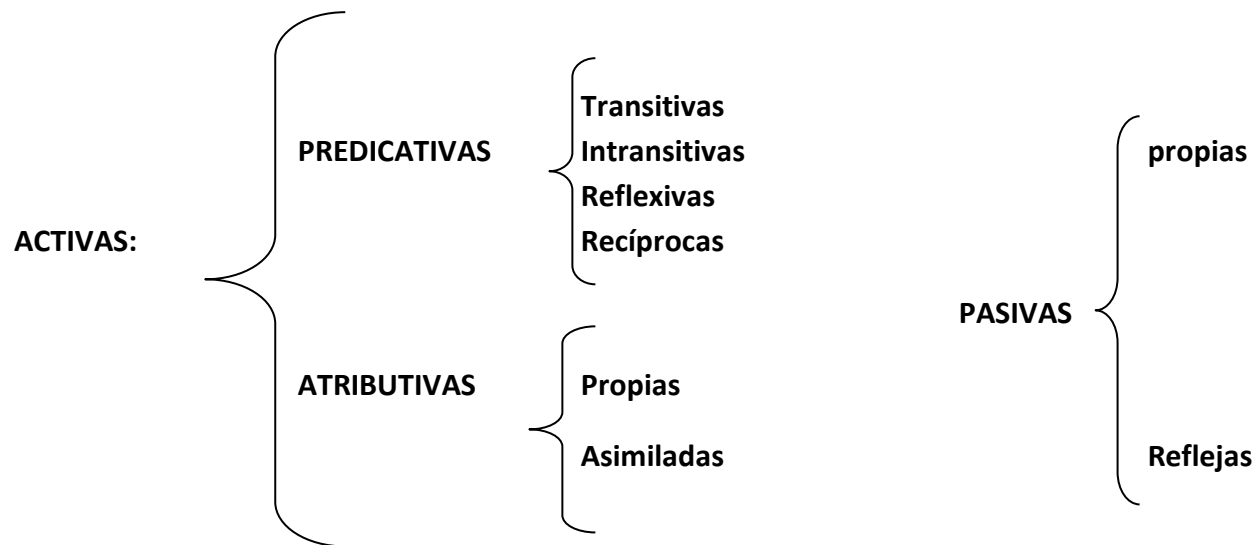 ACTIVAS:
PREDICATIVAS
Transitivas
Intransitivas
Reflexivas
Recíprocas
ATRIBUTIVAS
Propias
Asimiladas
PASIVAS
propias
Reflejas